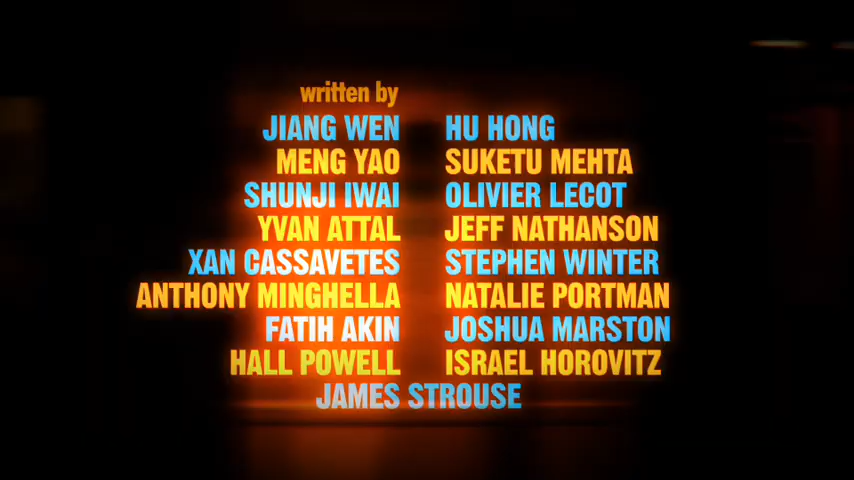 written by
JIANG WEN HU HONG
MENG YAO SUKETU MEHTA
SHUNJI IWAI OLIVIER LECOT
YVAN ATTAL JEFF NATHANSON
XAN CASSAVETES STEPHEN WINTER
ANTHONY MINGHELLA NATALIE PORTMAN
FATIH AKIN JOSHUA MARSTON
HALL POWELL ISRAEL HOROVITZ
JAMES STROUSE